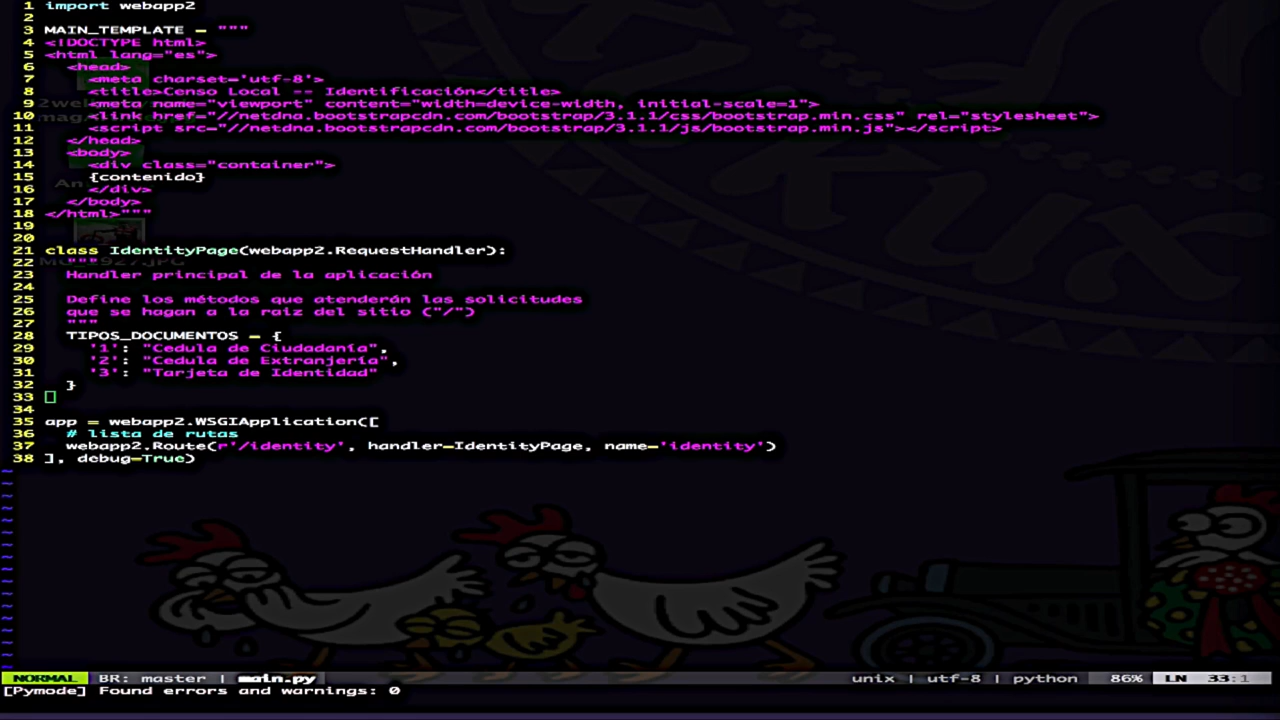 1 import webapp2
2
3 MAIN_TEMPLATE = """
4 <!DOCTYPE html>
5 <html lang="es">
6 <head>
7 <meta charset='utf-8'>
8 <title>Censo Local -- Identificación</title>
9 <meta name="viewport" content="width=device-width, initial-scale=1">
10 <link href="//netdna.bootstrapcdn.com/bootstrap/3.1.1/css/bootstrap.min.css" rel="stylesheet">
11 <script src="//netdna.bootstrapcdn.com/bootstrap/3.1.1/js/bootstrap.min.js"></script>
12 </head>
13 <body>
14 <div class="container">
15 {contenido}
16 </div>
17 </body>
18 </html>"""
19
20
21 class IdentityPage(webapp2.RequestHandler):
22 """
23 Handler principal de la aplicación
24
25 Define los métodos que atenderán las solicitudes
26 que se hagan a la raiz del sitio ("/")
27 """
28 TIPOS_DOCUMENTOS = {
29 '1': "Cedula de Ciudadanía",
30 '2': "Cedula de Extranjería",
31 '3': "Tarjeta de Identidad"
32 }
33
34
35 app = webapp2.WSGIApplication([
36 # lista de rutas
37 webapp2.Route(r'/identity', handler=IdentityPage, name='identity')
38 ], debug=True)
NORMAL BR: master | main.py unix | utf-8 | python 86% LN 33:1
[Pymode] Found errors and warnings: 0